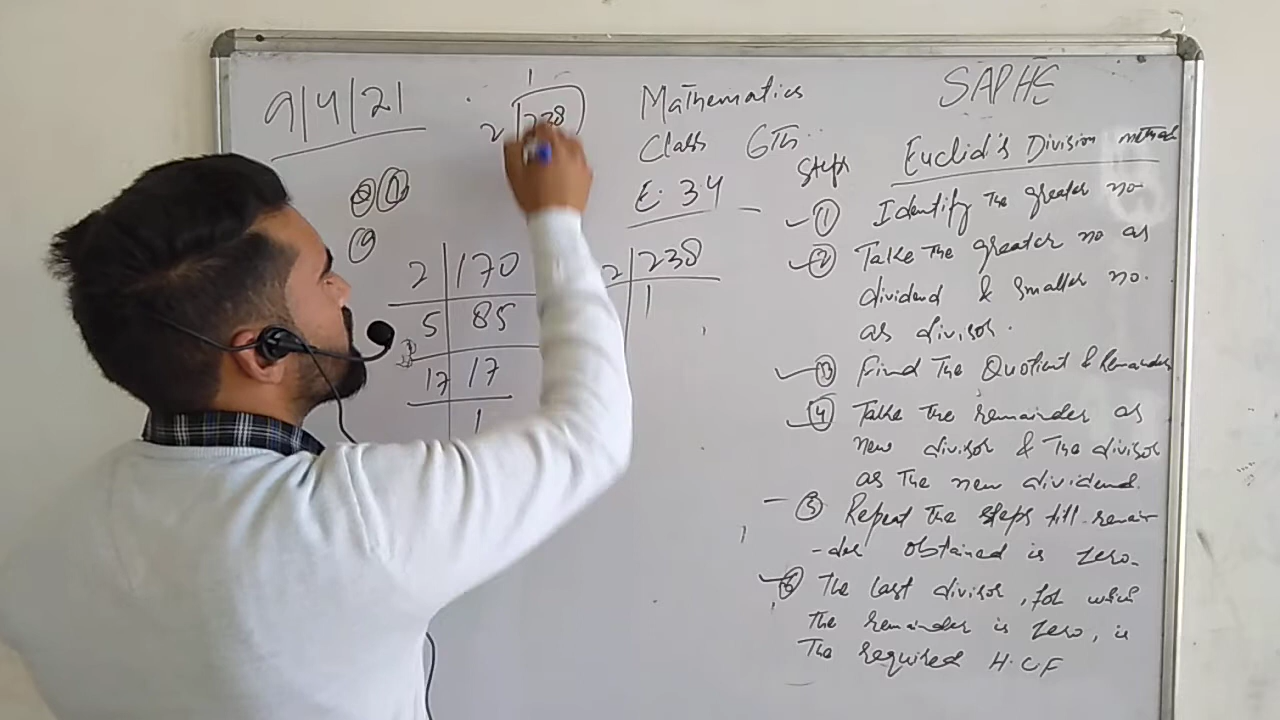 9/4/21
1
2 238
Mathematics
Class 6Th
E: 34
2 170
5 85
17 17
1
2 238
1
SAPHE
Steps
Euclid's Division method
① Identify The greater no
② Take The greater no as
dividend & smaller no.
as divisor.
③ Find The Quotient & Remainder
④ Take the remainder as
new divisor & The divisor
as The new dividend.
⑤ Repeat The steps till remain
-der obtained is zero.
⑥ The last divisor, for which
The remainder is zero, is
The required H.C.F